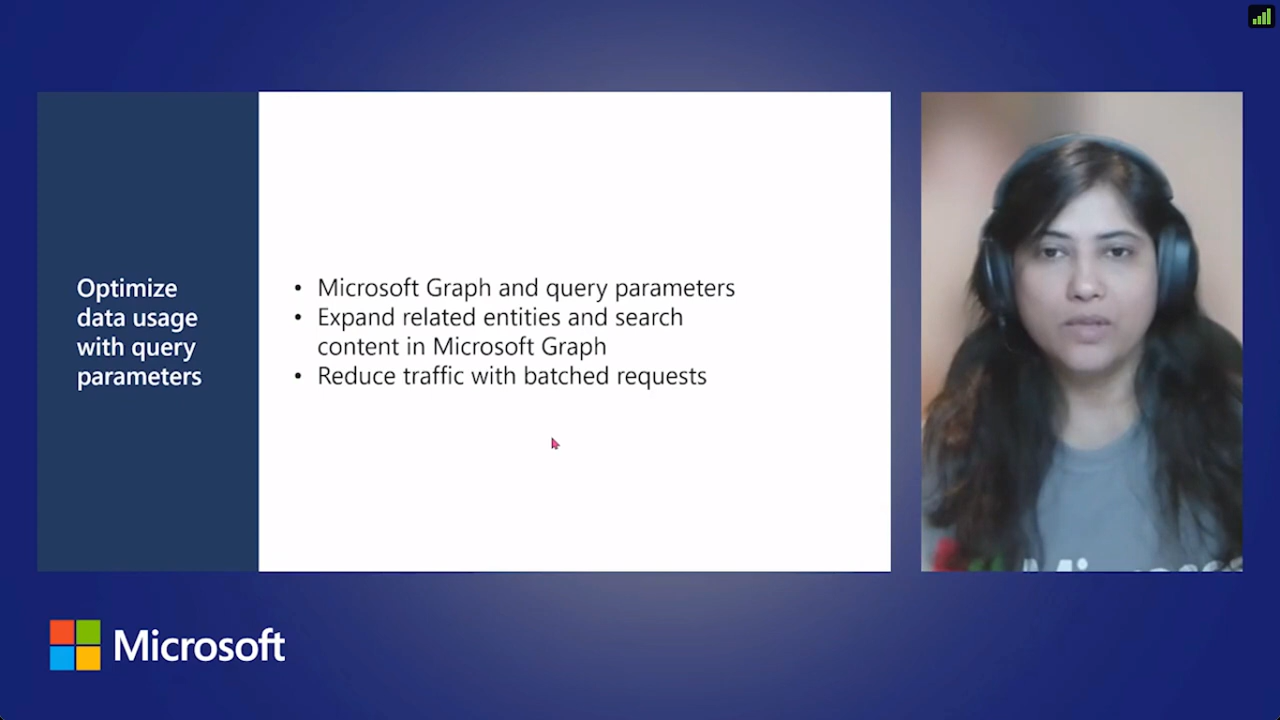 Optimize
data usage
with query
parameters
• Microsoft Graph and query parameters
• Expand related entities and search
content in Microsoft Graph
• Reduce traffic with batched requests
Microsoft